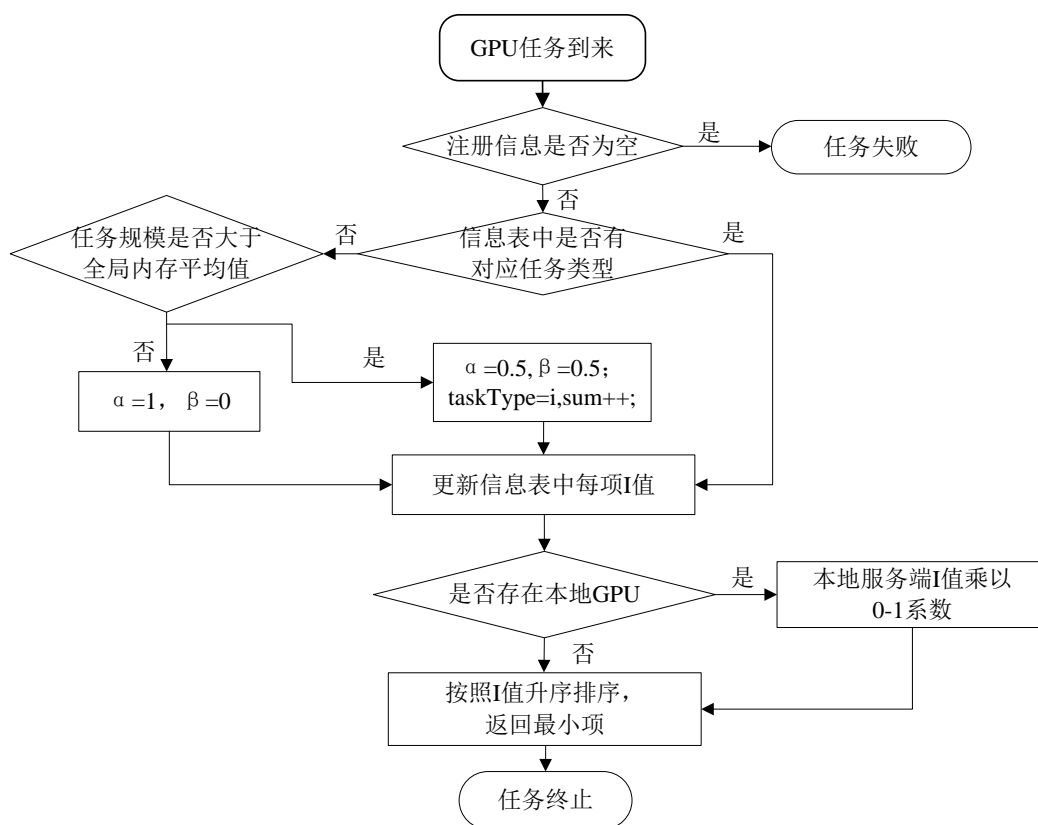 GPU任务到来
注册信息是否为空
是
任务失败
否
任务规模是否大于
全局内存平均值
否
信息表中是否有
对应任务类型
是
否
α=1, β=0
是
α=0.5,β=0.5;
taskType=i,sum++;
更新信息表中每项I值
是否存在本地GPU
是
本地服务端I值乘以
0-1系数
否
按照I值升序排序,
返回最小项
任务终止